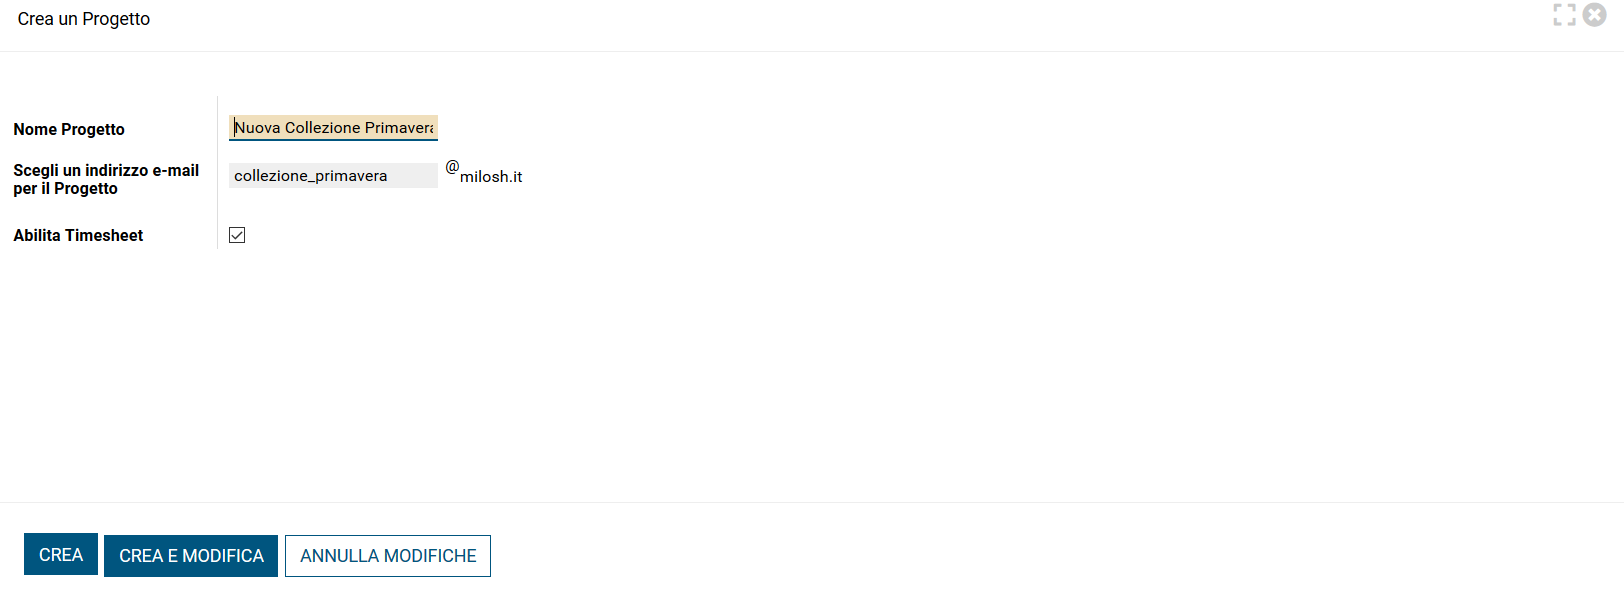 Crea un Progetto
Nome Progetto
Nuova Collezione Primavera
Scegli un indirizzo e-mail
per il Progetto
collezione_primavera @milosh.it
Abilita Timesheet
CREA CREA E MODIFICA ANNULLA MODIFICHE